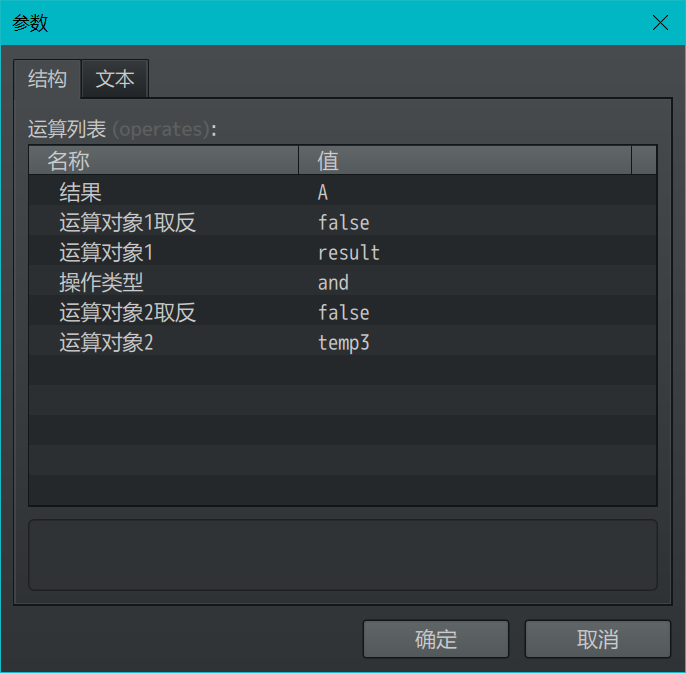 参数
结构 文本
运算列表 (operates):
名称 值
结果 A
运算对象1取反 false
运算对象1 result
操作类型 and
运算对象2取反 false
运算对象2 temp3
确定 取消